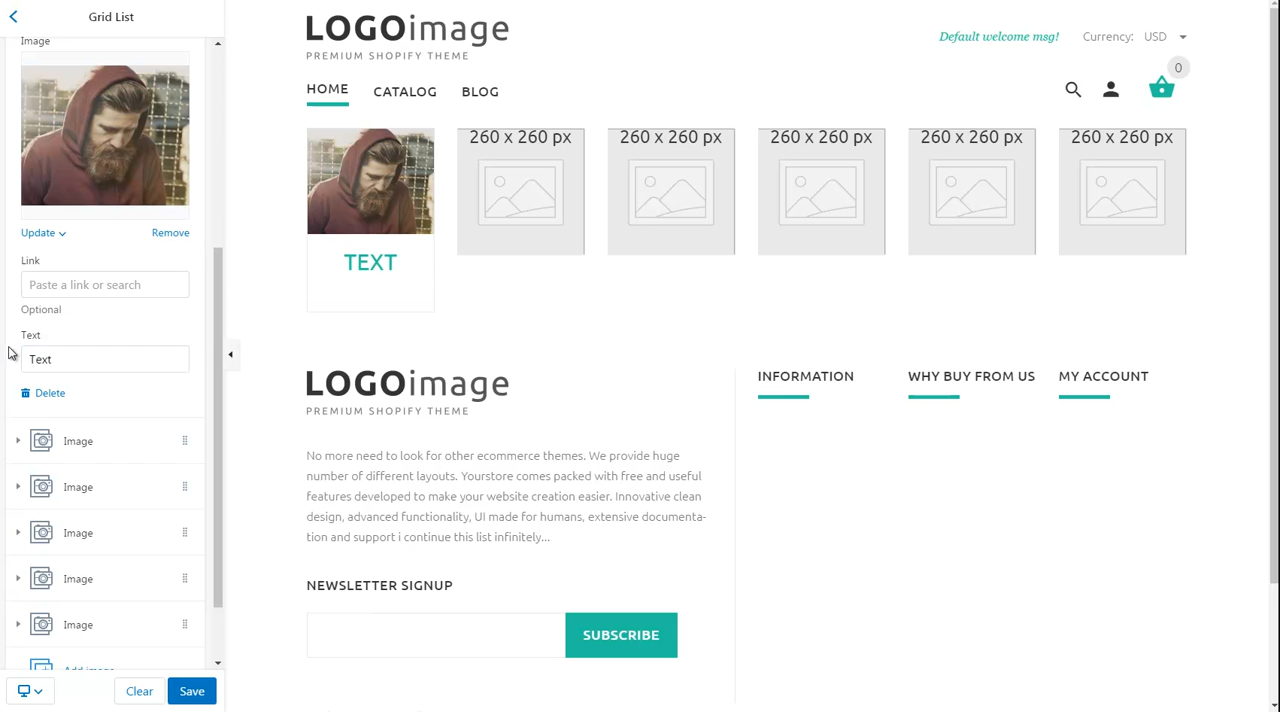 Grid List
Image
Update
Remove
Link
Paste a link or search
Optional
Text
Text
Delete
Image
Image
Image
Image
Image
Clear
Save
LOGOimage
PREMIUM SHOPIFY THEME
Default welcome msg!
Currency: USD
0
HOME
CATALOG
BLOG
260 x 260 px
260 x 260 px
260 x 260 px
260 x 260 px
260 x 260 px
TEXT
LOGOimage
PREMIUM SHOPIFY THEME
No more need to look for other ecommerce themes. We provide huge
number of different layouts. Yourstore comes packed with free and useful
features developed to make your website creation easier. Innovative clean
design, advanced functionality, UI made for humans, extensive documenta-
tion and support i continue this list infinitely...
NEWSLETTER SIGNUP
SUBSCRIBE
INFORMATION
WHY BUY FROM US
MY ACCOUNT